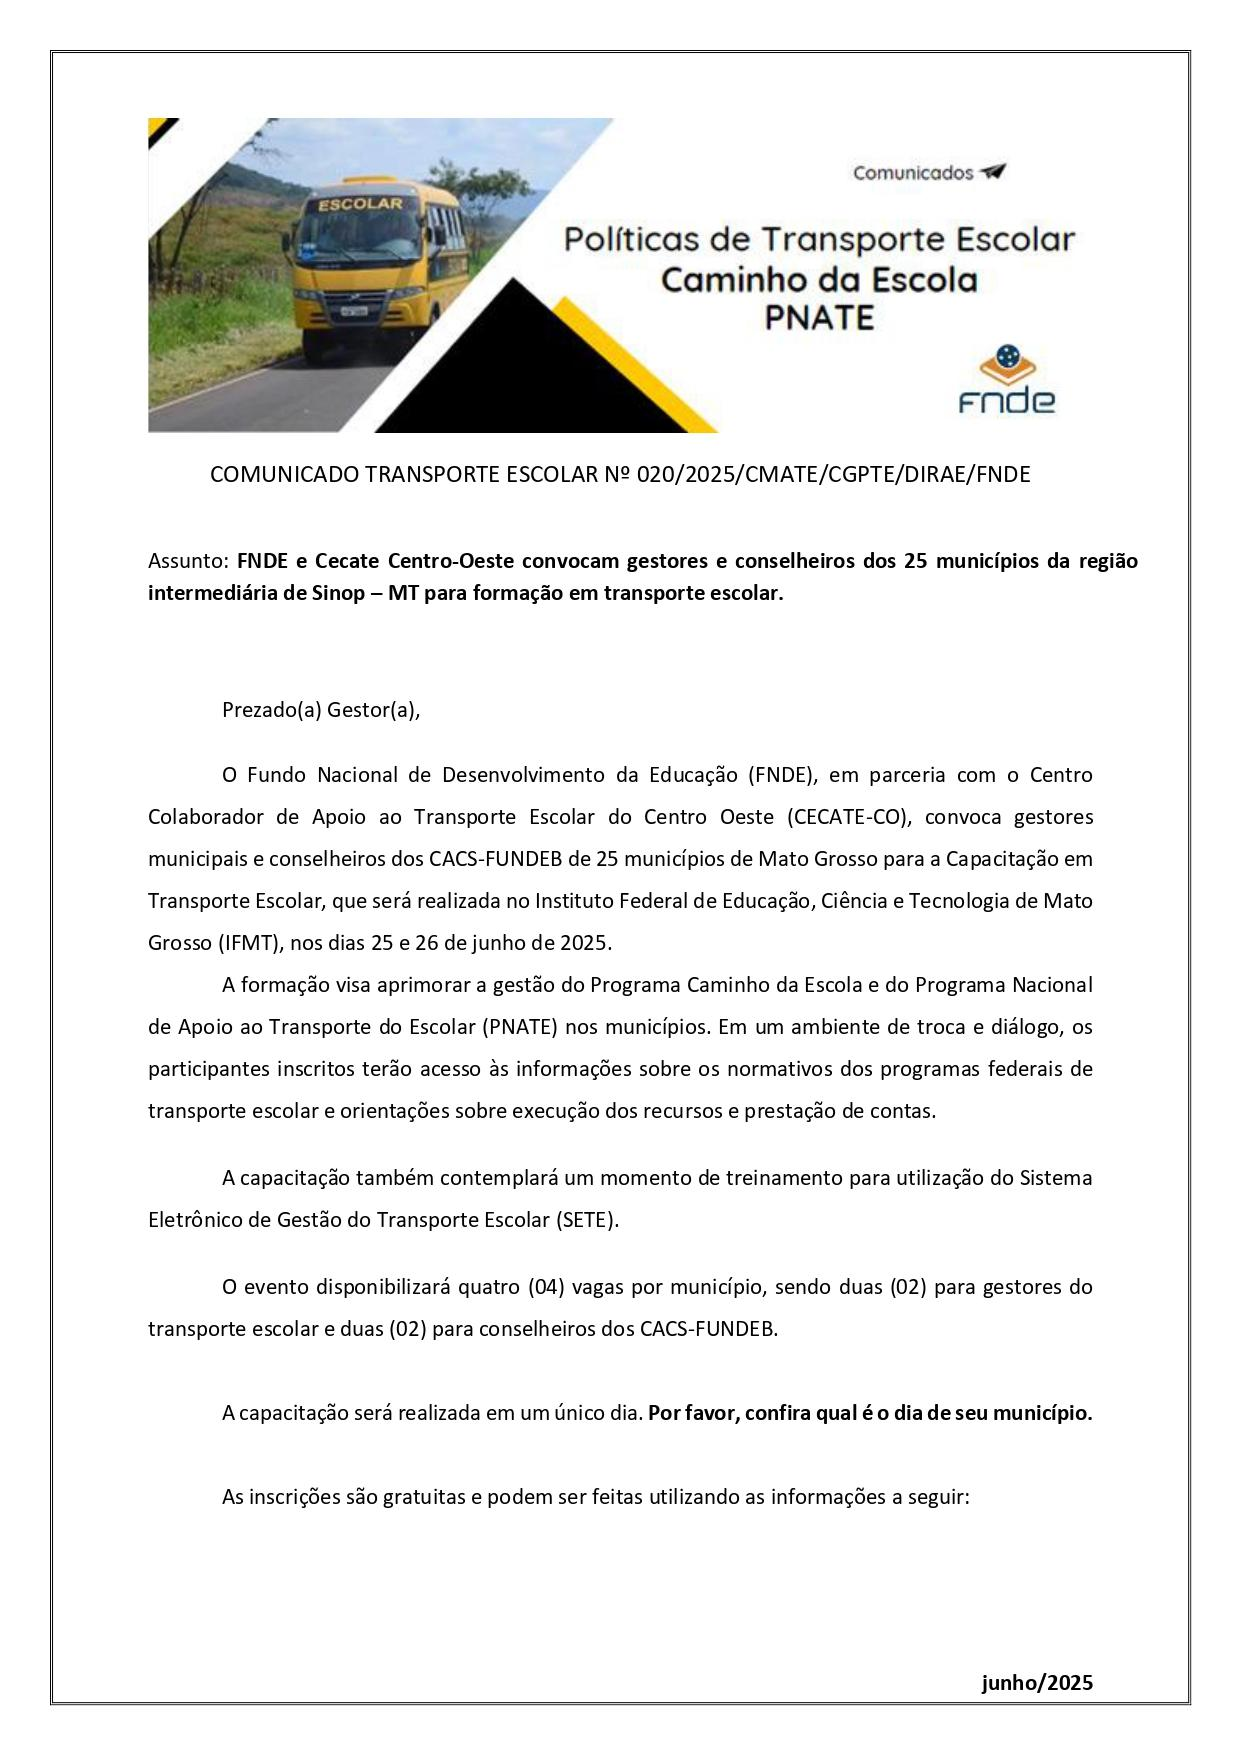 ESCOLAR
Comunicados
Políticas de Transporte Escolar
Caminho da Escola
PNATE
fnde
COMUNICADO TRANSPORTE ESCOLAR Nº 020/2025/CMATE/CGPTE/DIRAE/FNDE
Assunto: FNDE e Cecate Centro-Oeste convocam gestores e conselheiros dos 25 municípios da região
intermediária de Sinop – MT para formação em transporte escolar.
Prezado(a) Gestor(a),
O Fundo Nacional de Desenvolvimento da Educação (FNDE), em parceria com o Centro
Colaborador de Apoio ao Transporte Escolar do Centro Oeste (CECATE-CO), convoca gestores
municipais e conselheiros dos CACS-FUNDEB de 25 municípios de Mato Grosso para a Capacitação em
Transporte Escolar, que será realizada no Instituto Federal de Educação, Ciência e Tecnologia de Mato
Grosso (IFMT), nos dias 25 e 26 de junho de 2025.
A formação visa aprimorar a gestão do Programa Caminho da Escola e do Programa Nacional
de Apoio ao Transporte do Escolar (PNATE) nos municípios. Em um ambiente de troca e diálogo, os
participantes inscritos terão acesso às informações sobre os normativos dos programas federais de
transporte escolar e orientações sobre execução dos recursos e prestação de contas.
A capacitação também contemplará um momento de treinamento para utilização do Sistema
Eletrônico de Gestão do Transporte Escolar (SETE).
O evento disponibilizará quatro (04) vagas por município, sendo duas (02) para gestores do
transporte escolar e duas (02) para conselheiros dos CACS-FUNDEB.
A capacitação será realizada em um único dia. Por favor, confira qual é o dia de seu município.
As inscrições são gratuitas e podem ser feitas utilizando as informações a seguir:
junho/2025